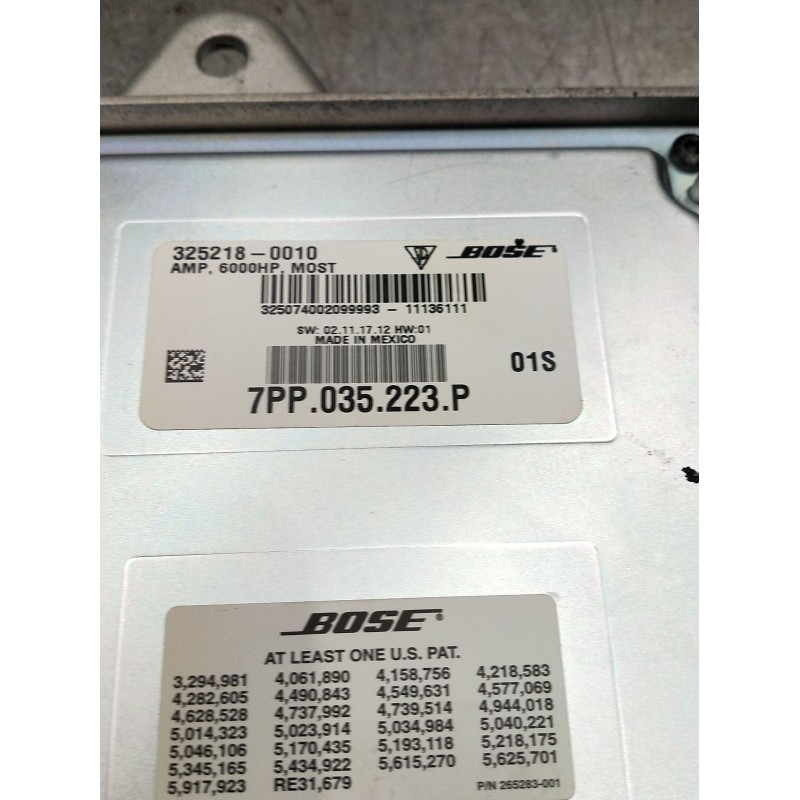 325218-0010 BOSE
AMP, 6000HP, MOST
325074002099993 - 11136111
SW: 02.11.17.12 HW:01
MADE IN MEXICO
01S
7PP.035.223.P
BOSE®
AT LEAST ONE U.S. PAT.
3,294,981 4,061,890 4,158,756 4,218,583
4,282,605 4,490,843 4,549,631 4,577,069
4,628,528 4,737,992 4,739,514 4,944,018
5,014,323 5,023,914 5,034,984 5,040,221
5,046,106 5,170,435 5,193,118 5,218,175
5,345,165 5,434,922 5,615,270 5,625,701
5,917,923 RE31,679 P/N 265283-001